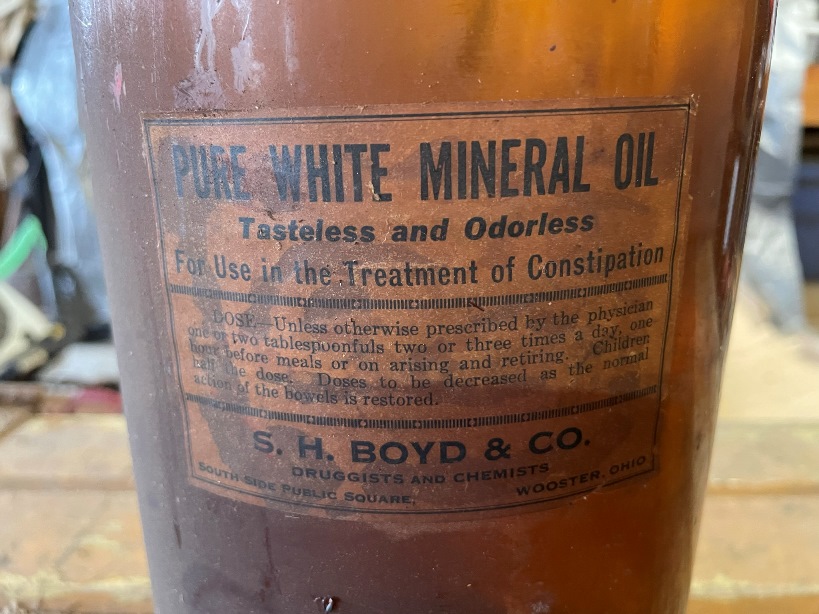 PURE WHITE MINERAL OIL
Tasteless and Odorless
For Use in the Treatment of Constipation
DOSE.—Unless otherwise prescribed by the physician
one or two tablespoonfuls two or three times a day, one-
hour before meals or on arising and retiring. Children
half the dose. Doses to be decreased as the normal
action of the bowels is restored.
S. H. BOYD & CO.
DRUGGISTS AND CHEMISTS
SOUTH SIDE PUBLIC SQUARE, WOOSTER, OHIO